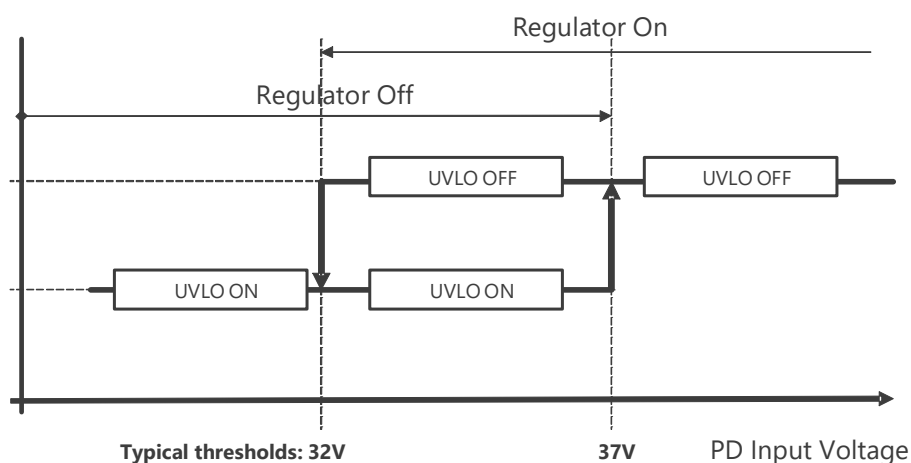 Regulator On
Regulator Off
UVLO OFF
UVLO OFF
UVLO ON
UVLO ON
Typical thresholds: 32V
37V
PD Input Voltage